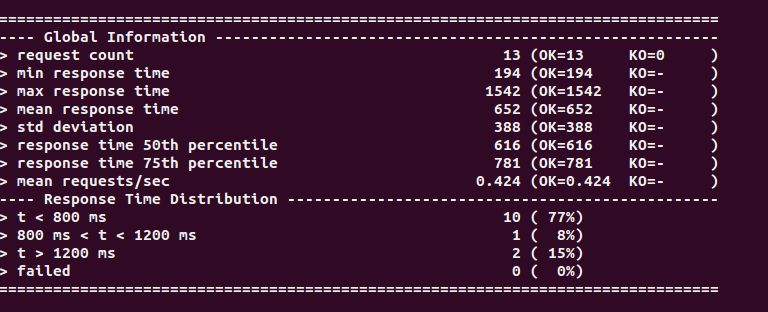 ================================================================================
---- Global Information --------------------------------------------------------
> request count                                         13 (OK=13     KO=0     )
> min response time                                    194 (OK=194    KO=-     )
> max response time                                   1542 (OK=1542   KO=-     )
> mean response time                                   652 (OK=652    KO=-     )
> std deviation                                        388 (OK=388    KO=-     )
> response time 50th percentile                        616 (OK=616    KO=-     )
> response time 75th percentile                        781 (OK=781    KO=-     )
> mean requests/sec                                  0.424 (OK=0.424  KO=-     )
---- Response Time Distribution ------------------------------------------------
> t < 800 ms                                            10 ( 77%)
> 800 ms < t < 1200 ms                                   1 (  8%)
> t > 1200 ms                                            2 ( 15%)
> failed                                                 0 (  0%)
================================================================================